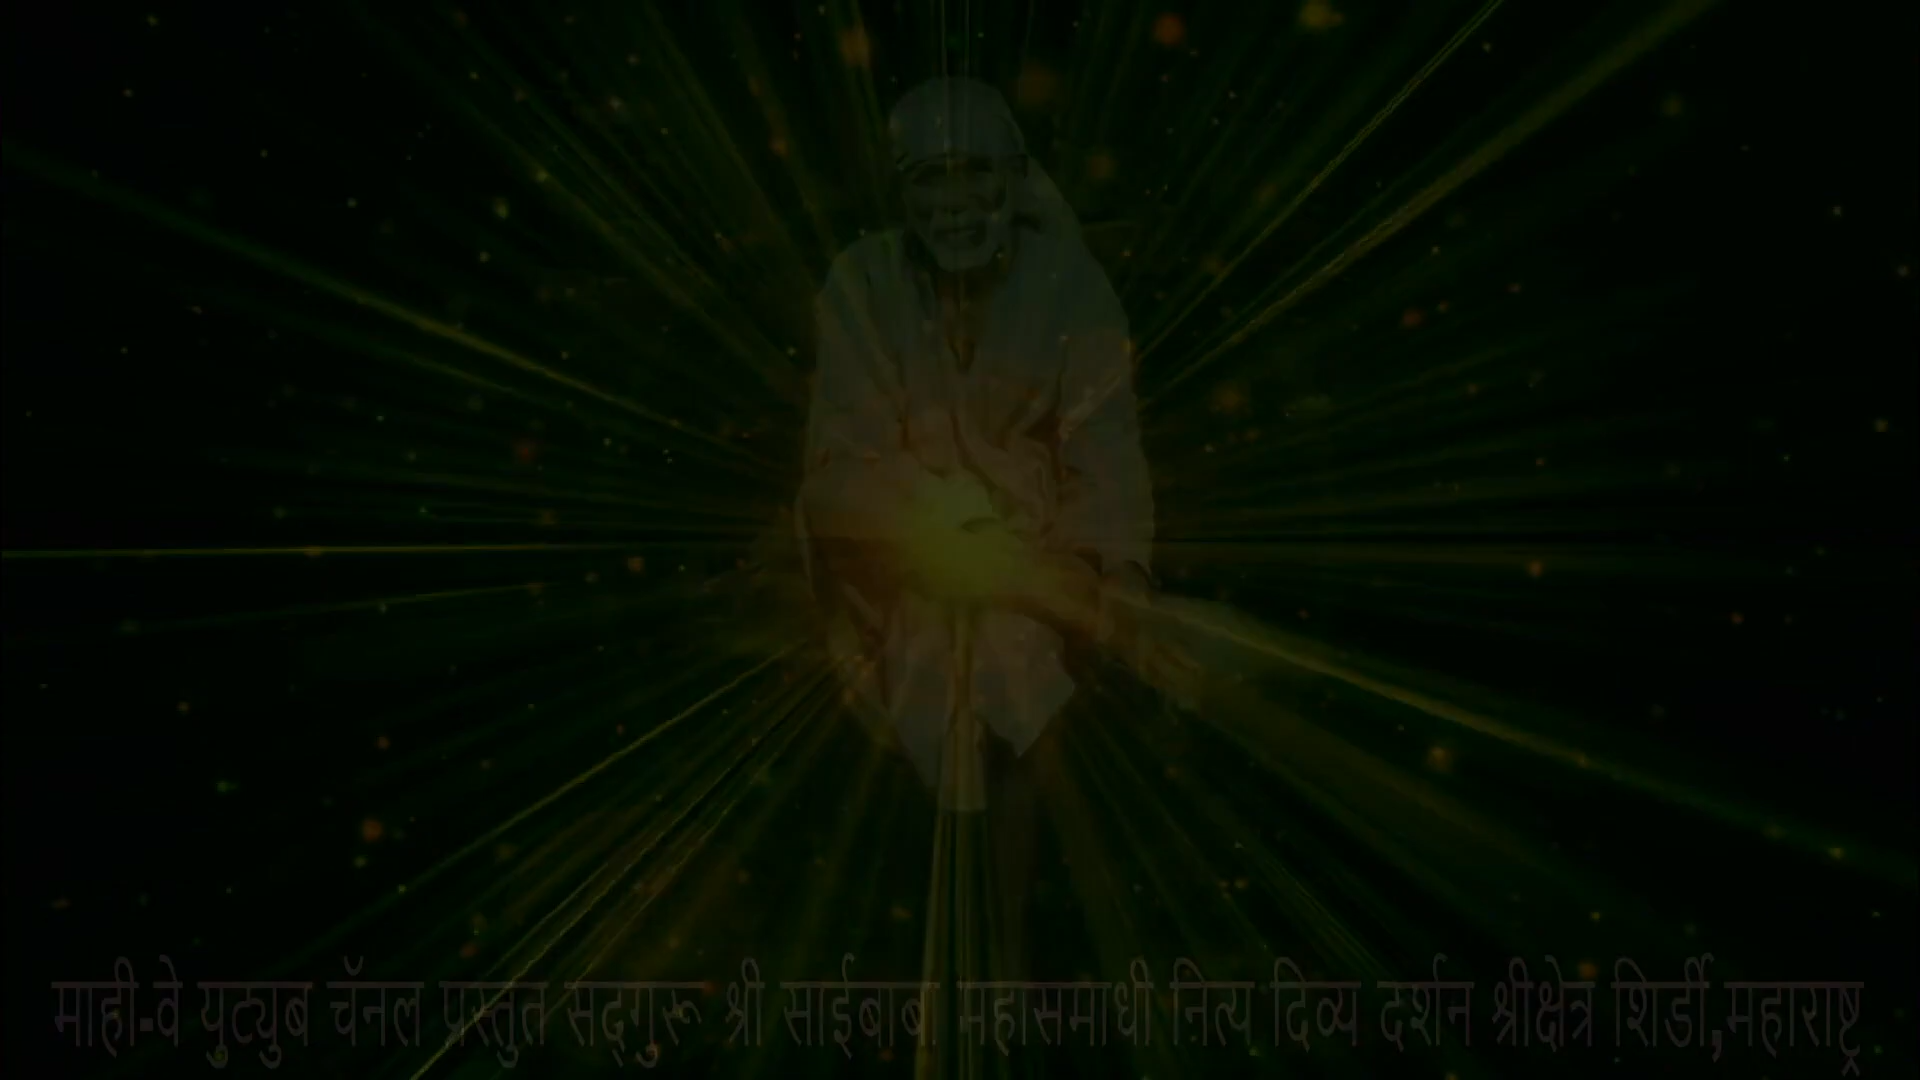 माही-वे युट्युब चॅनल प्रस्तुत सद्गुरू श्री साईबाबा महासमाधी नित्य दिव्य दर्शन श्रीक्षेत्र शिर्डी,महाराष्ट्र